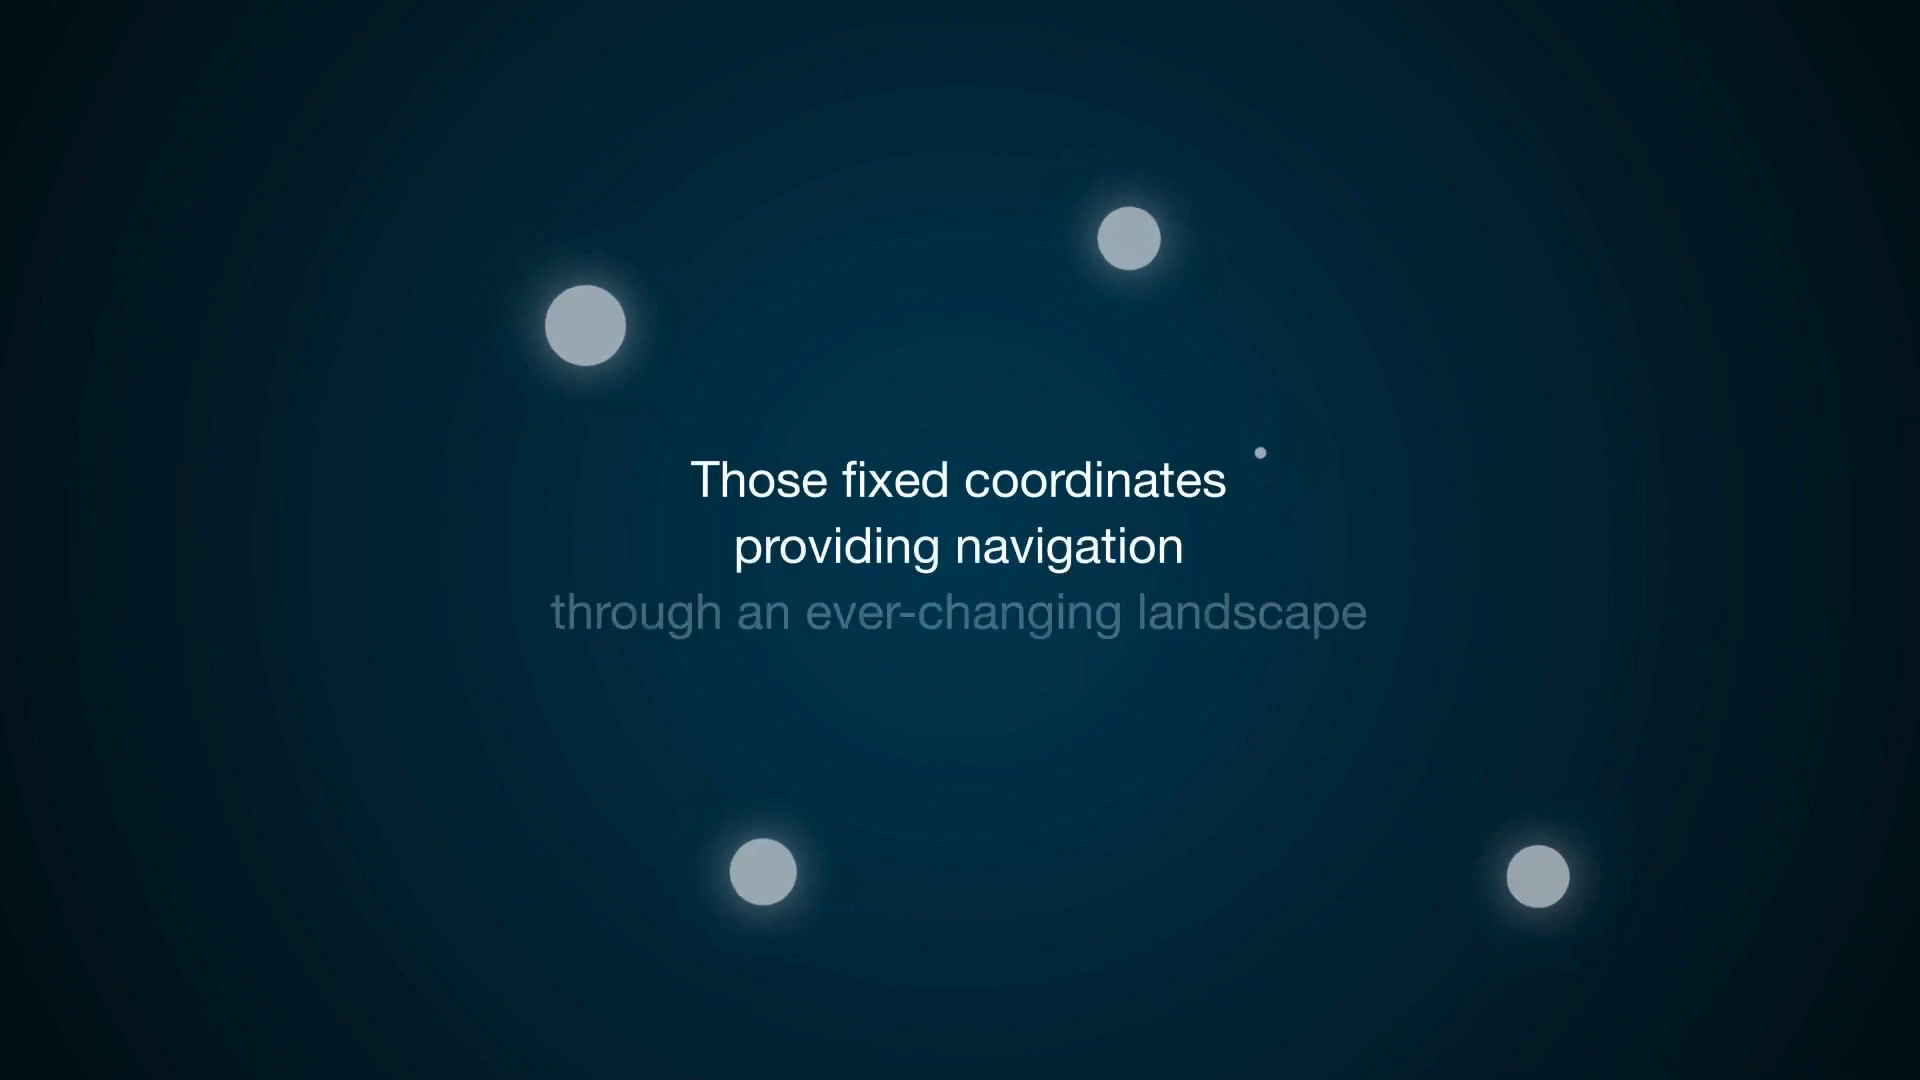 Those fixed coordinates
providing navigation
through an ever-changing landscape